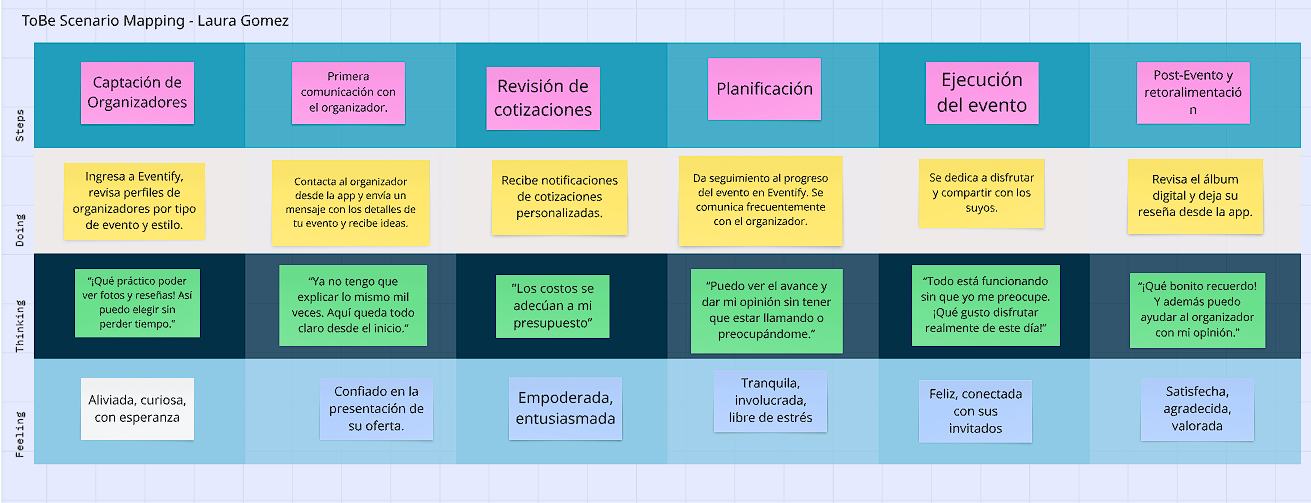 ToBe Scenario Mapping - Laura Gomez
Steps
Captación de
Organizadores
Primera
comunicación con
el organizador.
Revisión de
cotizaciones
Planificación
Ejecución
del evento
Post-Evento y
retoralimentació
n
Doing
Ingresa a Eventify,
revisa perfiles de
organizadores por tipo
de evento y estilo.
Contacta al organizador
desde la app y envía un
mensaje con los detalles de
tu evento y recibe ideas.
Recibe notificaciones
de cotizaciones
personalizadas.
Da seguimiento al progreso
del evento en Eventify. Se
comunica frecuentemente
con el organizador.
Se dedica a disfrutar
y compartir con los
suyos.
Revisa el álbum
digital y deja su
reseña desde la app.
Thinking
“¡Qué práctico poder
ver fotos y reseñas! Así
puedo elegir sin
perder tiempo.”
“Ya no tengo que
explicar lo mismo mil
veces. Aquí queda todo
claro desde el inicio.”
“Los costos se
adecúan a mi
presupuesto”
“Puedo ver el avance y
dar mi opinión sin tener
que estar llamando o
preocupándome.”
“Todo está funcionando
sin que yo me preocupe.
¡Qué gusto disfrutar
realmente de este día!”
“¡Qué bonito recuerdo!
Y además puedo
ayudar al organizador
con mi opinión.”
Feeling
Aliviada, curiosa,
con esperanza
Confiado en la
presentación de
su oferta.
Empoderada,
entusiasmada
Tranquila,
involucrada,
libre de estrés
Feliz, conectada
con sus
invitados
Satisfecha,
agradecida,
valorada